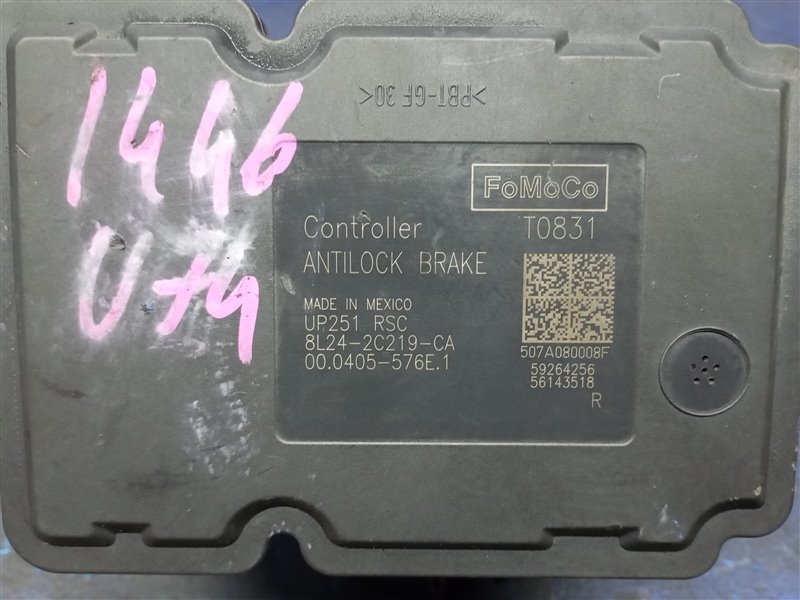 >PBT-GF 30<
1446
U+4
FoMoCo
Controller T0831
ANTILOCK BRAKE
MADE IN MEXICO
UP251 RSC
8L24-2C219-CA
00.0405-576E.1
507A080008F
59264256
56143518
R